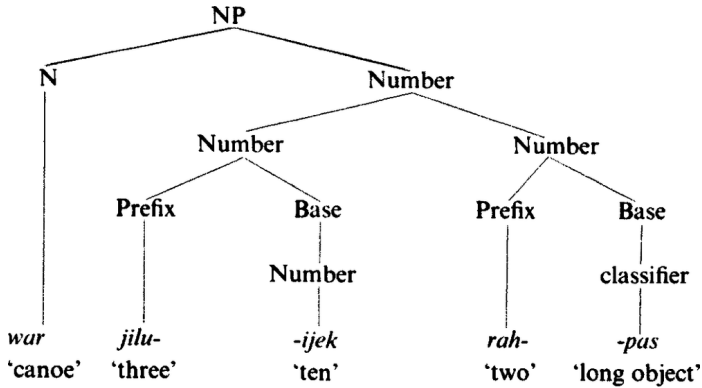 NP
N Number
Number Number
Prefix Base Prefix Base
Number classifier
war jilu- -ijek rah- -pas
‘canoe’ ‘three’ ‘ten’ ‘two’ ‘long object’